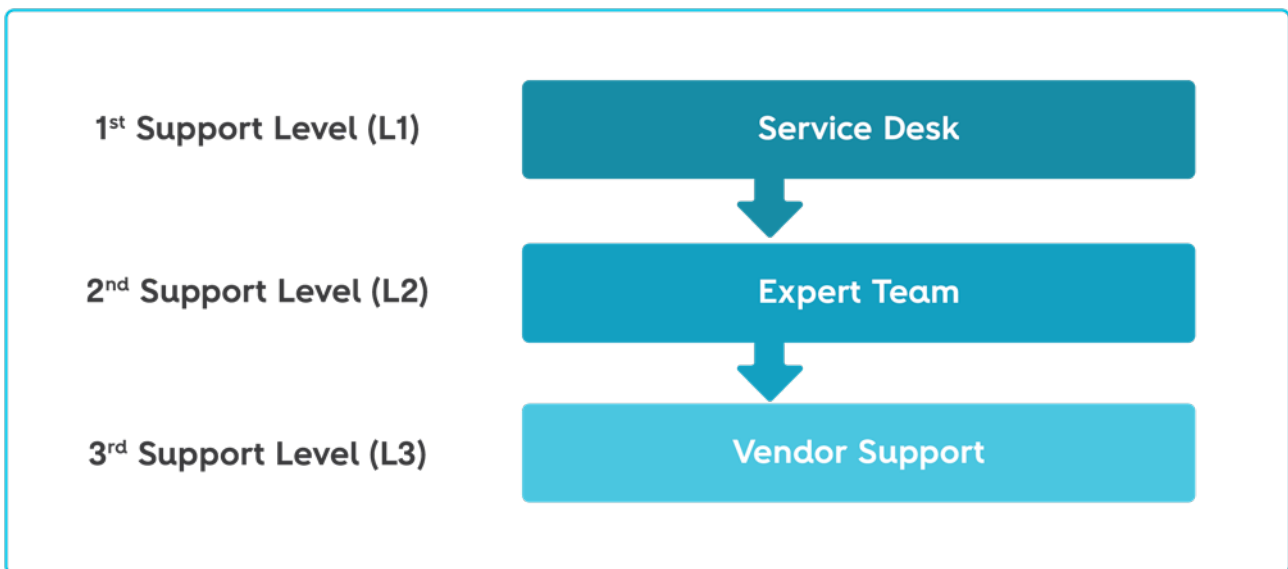 1st Support Level (L1)
Service Desk
2nd Support Level (L2)
Expert Team
3rd Support Level (L3)
Vendor Support